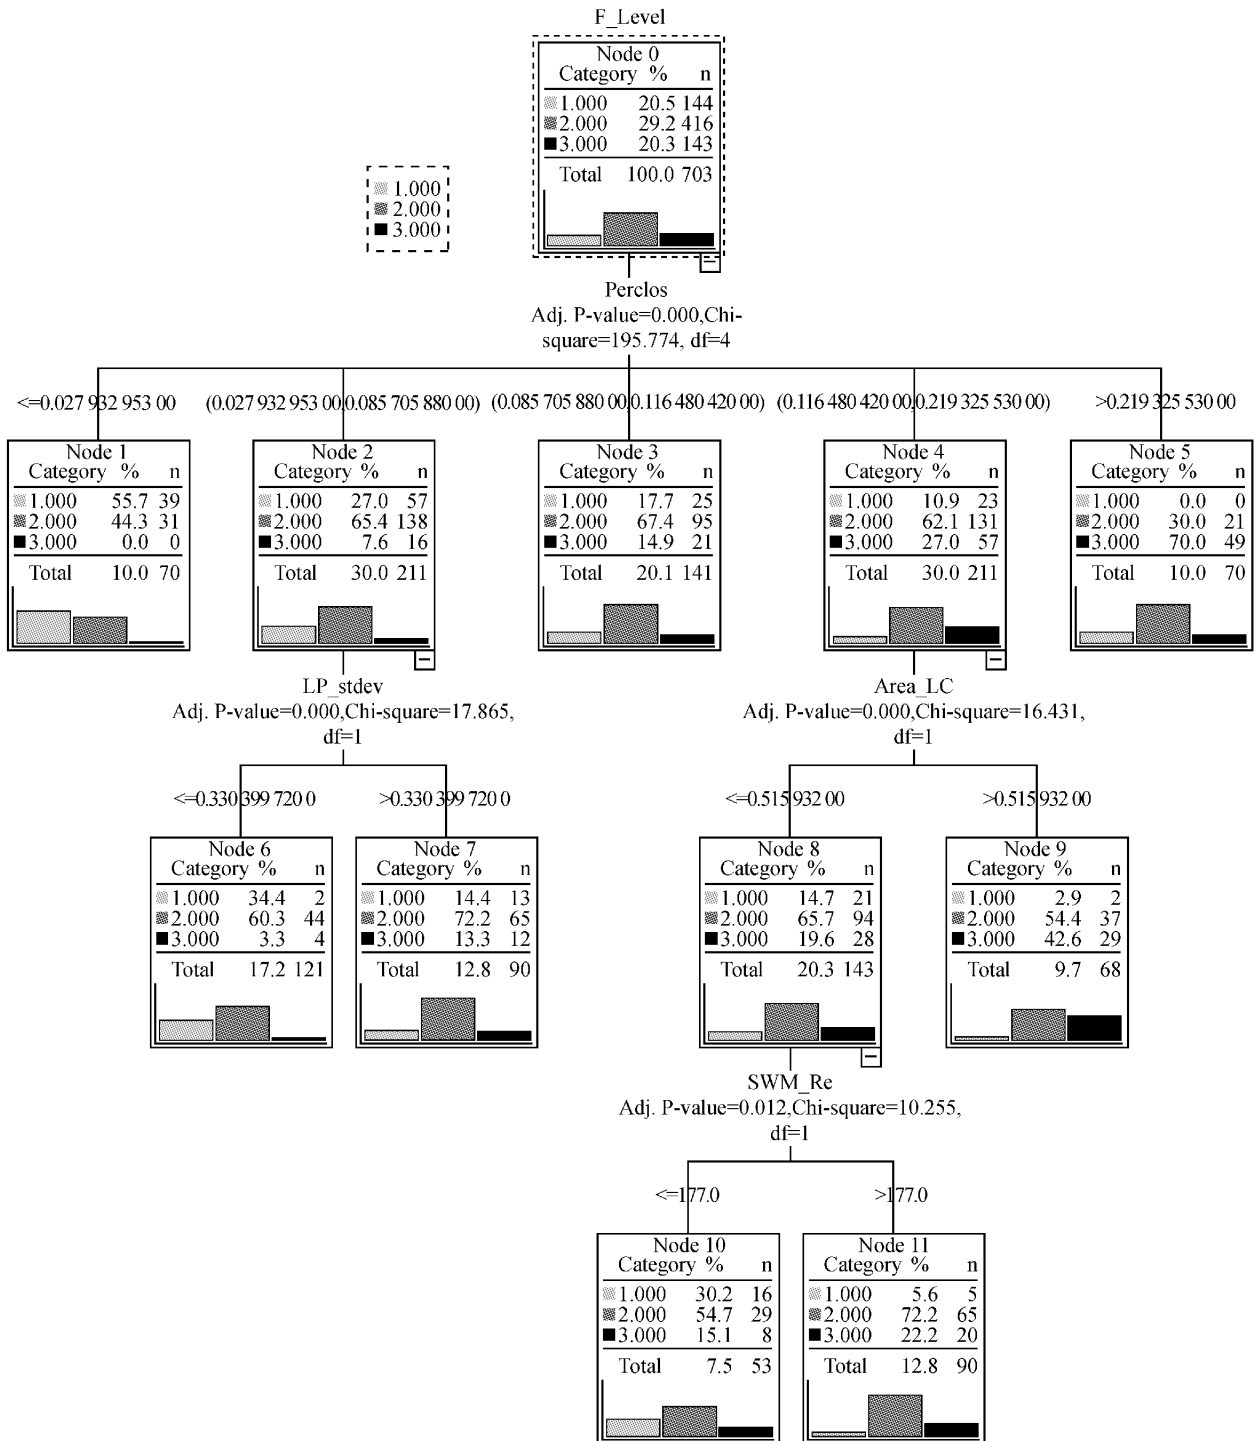 F_Level
Node 0
Category % n
1.000 20.5 144
2.000 29.2 416
3.000 20.3 143
Total 100.0 703
1.000
2.000
3.000
Perclos
Adj. P-value=0.000,Chi-
square=195.774, df=4
<=0.027 932 953 00
(0.027 932 953 00,0.085 705 880 00)
(0.085 705 880 00,0.116 480 420 00)
(0.116 480 420 00,0.219 325 530 00)
>0.219 325 530 00
Node 1
Category % n
1.000 55.7 39
2.000 44.3 31
3.000 0.0 0
Total 10.0 70
Node 2
Category % n
1.000 27.0 57
2.000 65.4 138
3.000 7.6 16
Total 30.0 211
Node 3
Category % n
1.000 17.7 25
2.000 67.4 95
3.000 14.9 21
Total 20.1 141
Node 4
Category % n
1.000 10.9 23
2.000 62.1 131
3.000 27.0 57
Total 30.0 211
Node 5
Category % n
1.000 0.0 0
2.000 30.0 21
3.000 70.0 49
Total 10.0 70
LP_stdev
Adj. P-value=0.000,Chi-square=17.865,
df=1
Area_LC
Adj. P-value=0.000,Chi-square=16.431,
df=1
<=0.330 399 720 0
>0.330 399 720 0
<=0.515 932 00
>0.515 932 00
Node 6
Category % n
1.000 34.4 2
2.000 60.3 44
3.000 3.3 4
Total 17.2 121
Node 7
Category % n
1.000 14.4 13
2.000 72.2 65
3.000 13.3 12
Total 12.8 90
Node 8
Category % n
1.000 14.7 21
2.000 65.7 94
3.000 19.6 28
Total 20.3 143
Node 9
Category % n
1.000 2.9 2
2.000 54.4 37
3.000 42.6 29
Total 9.7 68
SWM_Re
Adj. P-value=0.012,Chi-square=10.255,
df=1
<=177.0
>177.0
Node 10
Category % n
1.000 30.2 16
2.000 54.7 29
3.000 15.1 8
Total 7.5 53
Node 11
Category % n
1.000 5.6 5
2.000 72.2 65
3.000 22.2 20
Total 12.8 90